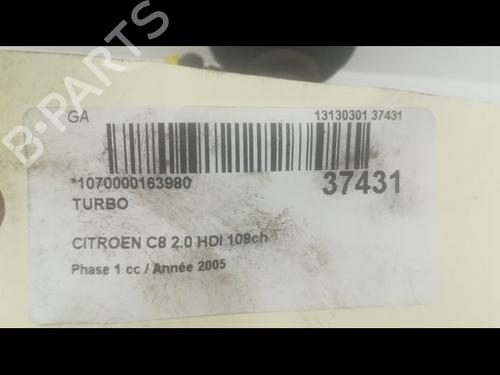 B-PARTS
GA
13130301 37431
*1070000163980
37431
TURBO
CITROEN C8 2.0 HDI 109ch
Phase 1 cc / Année 2005